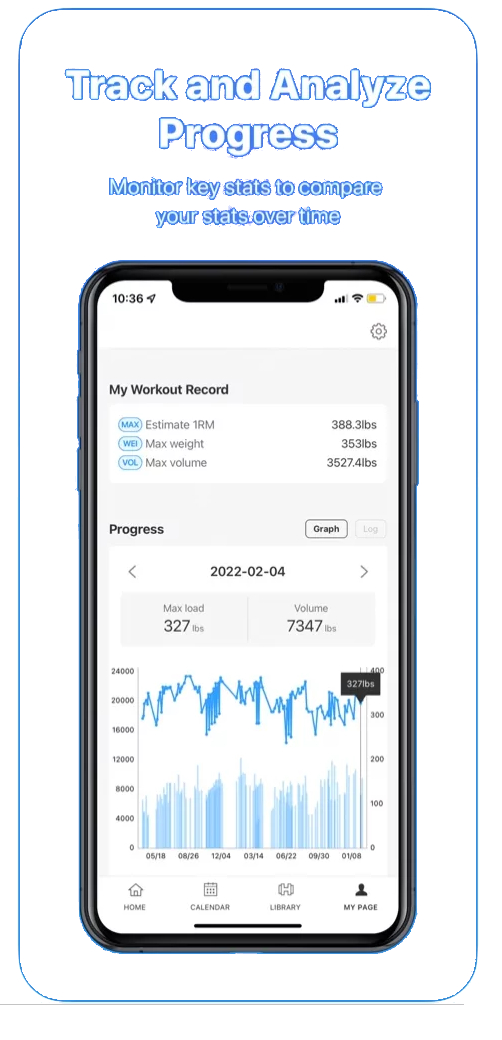 Track and Analyze
Progress
Monitor key stats to compare
your stats over time
10:36
My Workout Record
MAX Estimate 1RM 388.3lbs
WEI Max weight 353lbs
VOL Max volume 3527.4lbs
Progress Graph Log
2022-02-04
Max load Volume
327 lbs 7347 lbs
24000 400
327lbs
20000 300
16000
12000 200
8000 100
4000
0 0
05/18 08/26 12/04 03/14 06/22 09/30 01/08
HOME CALENDAR LIBRARY MY PAGE